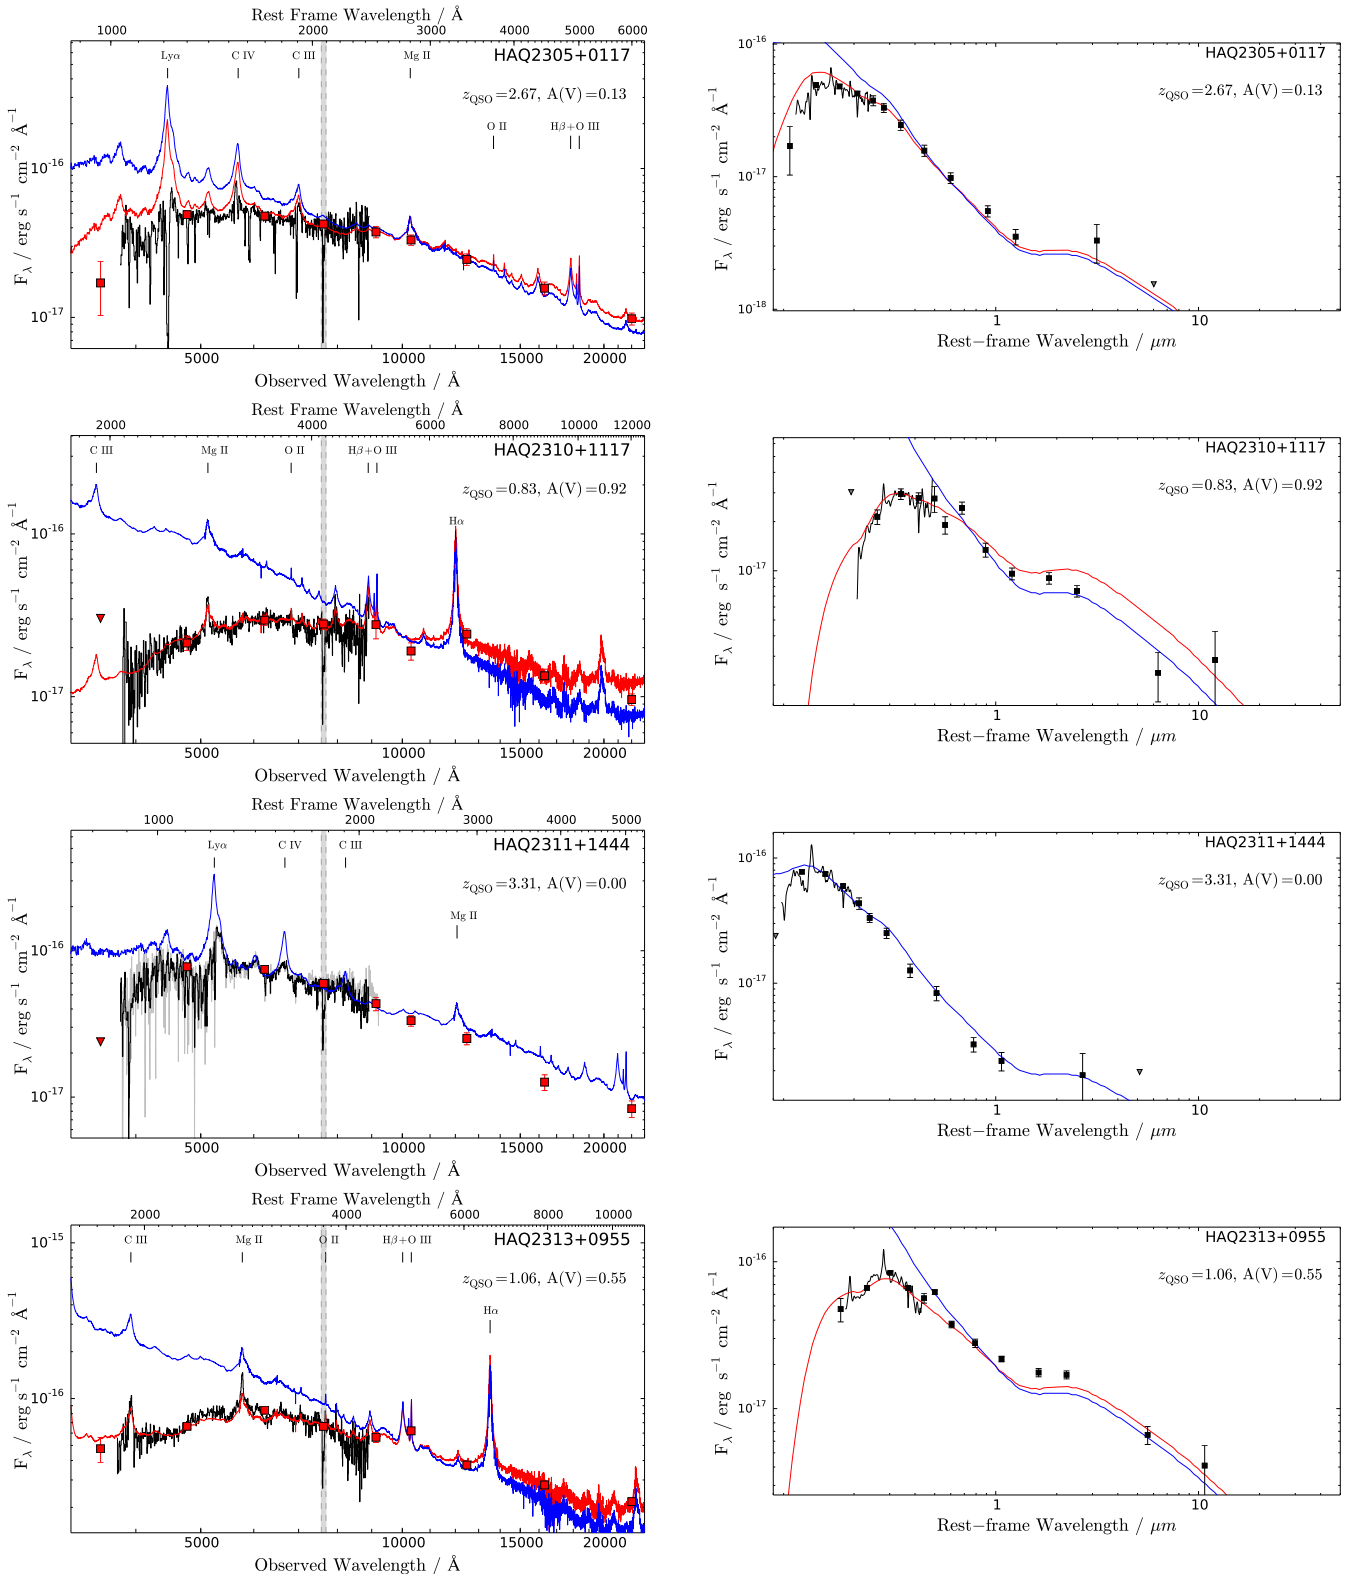 Rest Frame Wavelength / Å
1000 2000 3000 4000 5000 6000
Lyα C IV C III Mg II
HAQ2305+0117
z_QSO=2.67, A(V)=0.13
O II Hβ+O III
10^−16
10^−17
F_λ / erg s^−1 cm^−2 Å^−1
5000 10000 15000 20000
Observed Wavelength / Å
HAQ2305+0117
z_QSO=2.67, A(V)=0.13
10^−16
10^−17
10^−18
F_λ / erg s^−1 cm^−2 Å^−1
1 10
Rest−frame Wavelength / μm
Rest Frame Wavelength / Å
2000 4000 6000 8000 10000 12000
C III Mg II O II Hβ+O III
HAQ2310+1117
z_QSO=0.83, A(V)=0.92
Hα
10^−16
10^−17
F_λ / erg s^−1 cm^−2 Å^−1
5000 10000 15000 20000
Observed Wavelength / Å
HAQ2310+1117
z_QSO=0.83, A(V)=0.92
10^−17
F_λ / erg s^−1 cm^−2 Å^−1
1 10
Rest−frame Wavelength / μm
Rest Frame Wavelength / Å
1000 2000 3000 4000 5000
Lyα C IV C III
HAQ2311+1444
z_QSO=3.31, A(V)=0.00
Mg II
10^−16
10^−17
F_λ / erg s^−1 cm^−2 Å^−1
5000 10000 15000 20000
Observed Wavelength / Å
HAQ2311+1444
z_QSO=3.31, A(V)=0.00
10^−16
10^−17
F_λ / erg s^−1 cm^−2 Å^−1
1 10
Rest−frame Wavelength / μm
Rest Frame Wavelength / Å
2000 4000 6000 8000 10000
C III Mg II O II Hβ+O III
HAQ2313+0955
z_QSO=1.06, A(V)=0.55
Hα
10^−15
10^−16
F_λ / erg s^−1 cm^−2 Å^−1
5000 10000 15000 20000
Observed Wavelength / Å
HAQ2313+0955
z_QSO=1.06, A(V)=0.55
10^−16
10^−17
F_λ / erg s^−1 cm^−2 Å^−1
1 10
Rest−frame Wavelength / μm